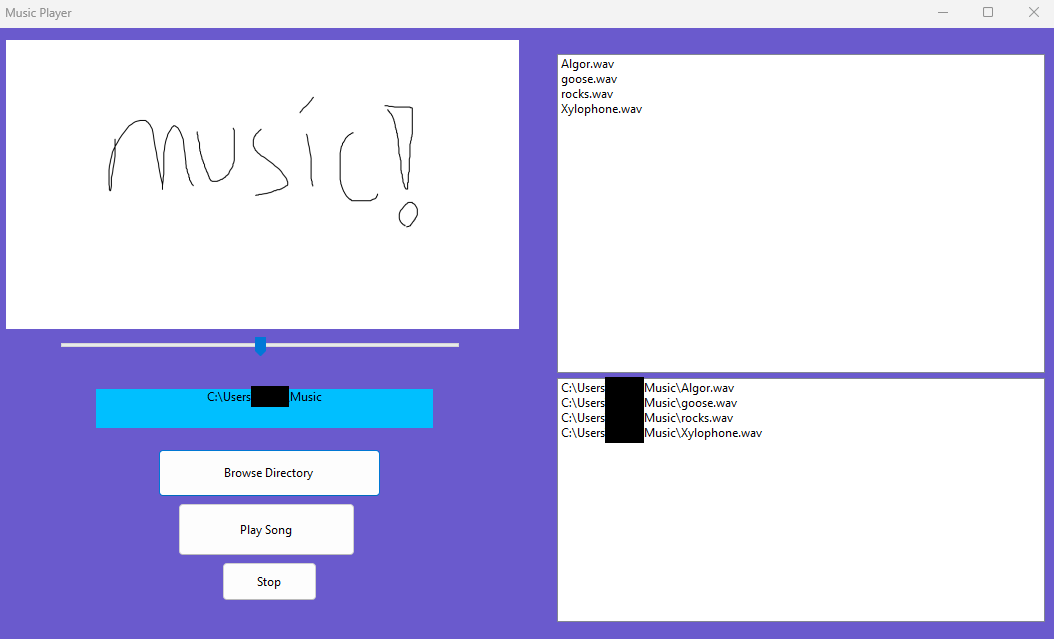 Music Player
music!
C:\Users Music
Browse Directory
Play Song
Stop
Algor.wav
goose.wav
rocks.wav
Xylophone.wav
C:\Users Music\Algor.wav
C:\Users Music\goose.wav
C:\Users Music\rocks.wav
C:\Users Music\Xylophone.wav